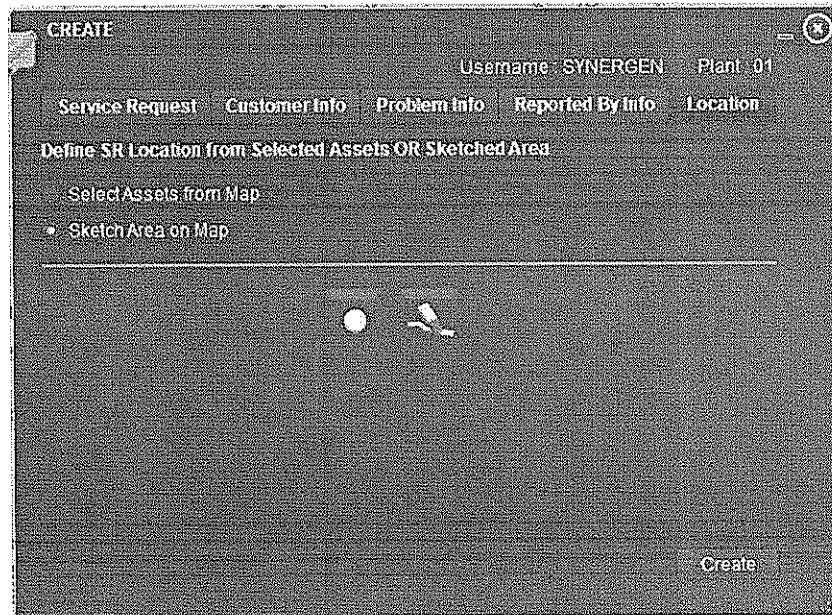 CREATE
Username: SYNERGEN Plant: 01
Service Request Customer Info Problem Info Reported By Info Location
Define SR Location from Selected Assets OR Sketched Area
Select Assets from Map
Sketch Area on Map
Create